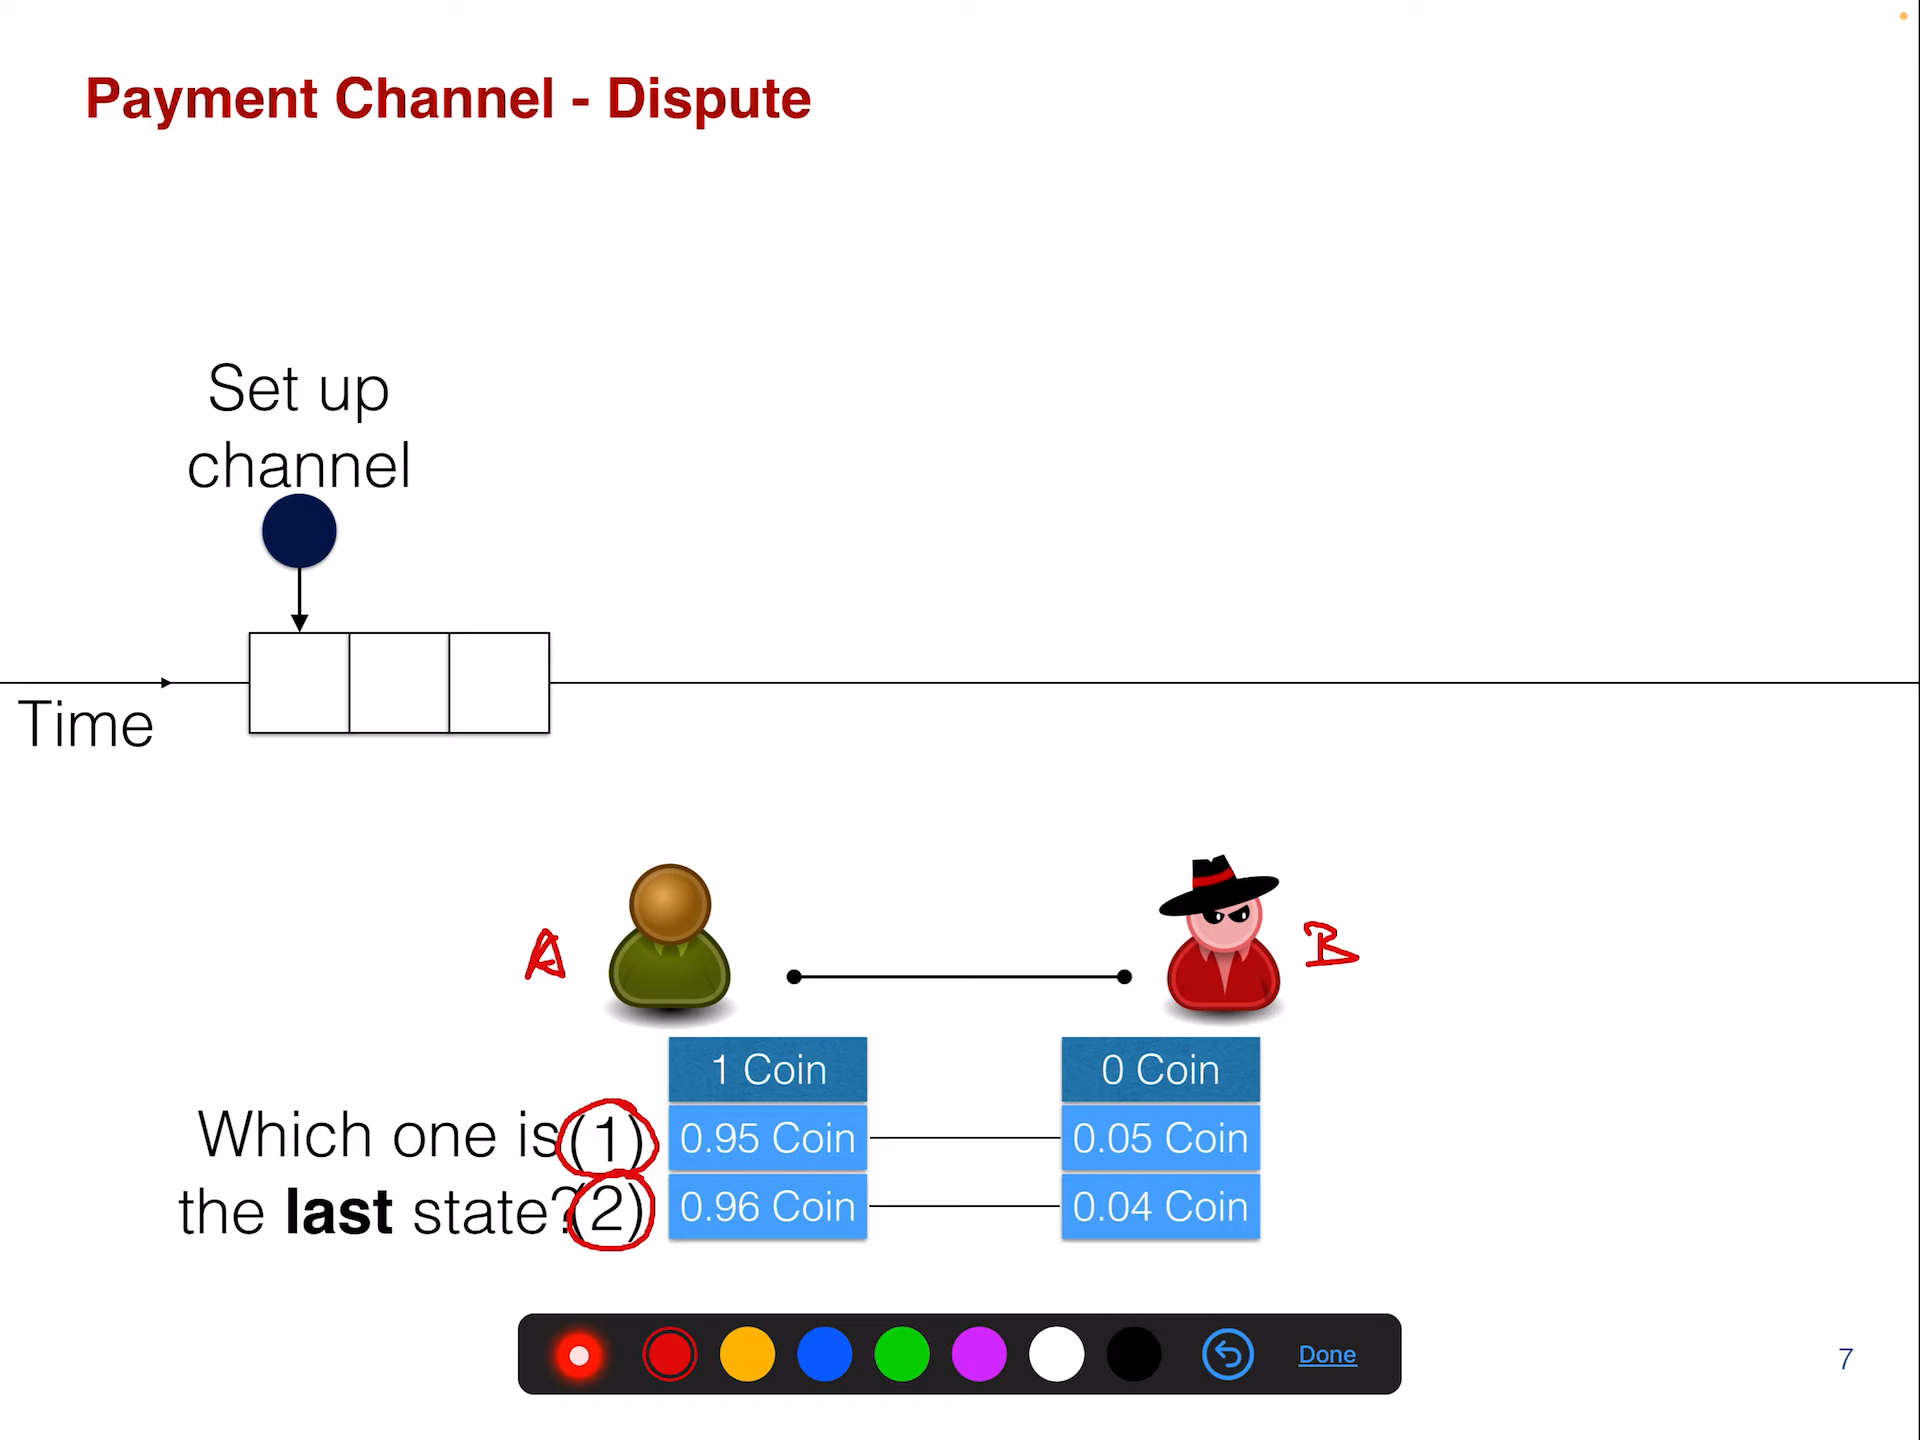 Payment Channel - Dispute
Set up
channel
Time
A
B
1 Coin 0 Coin
Which one is (1) 0.95 Coin 0.05 Coin
the last state? (2) 0.96 Coin 0.04 Coin
Done
7